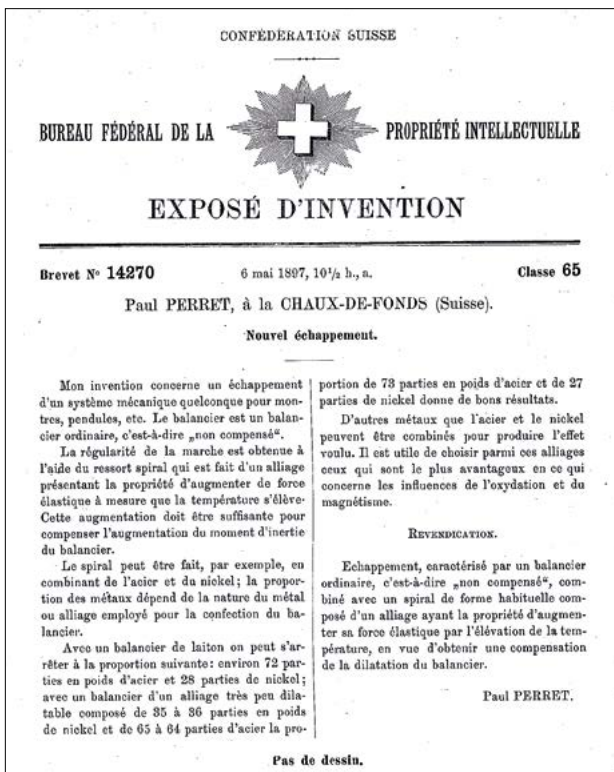 CONFÉDÉRATION SUISSE
BUREAU FÉDÉRAL DE LA PROPRIÉTÉ INTELLECTUELLE
EXPOSÉ D'INVENTION
Brevet No 14270 6 mai 1897, 10 1/2 h., a. Classe 65
Paul PERRET, à la CHAUX-DE-FONDS (Suisse).
Nouvel échappement.
Mon invention concerne un échappement
d'un système mécanique quelconque pour mon-
tres, pendules, etc. Le balancier est un balan-
cier ordinaire, c'est-à-dire „non compensé“.
La régularité de la marche est obtenue à
l'aide du ressort spiral qui est fait d'un alliage
présentant la propriété d'augmenter de force
élastique à mesure que la température s'élève.
Cette augmentation doit être suffisante pour
compenser l'augmentation du moment d'inertie
du balancier.
Le spiral peut être fait, par exemple, en
combinant de l'acier et du nickel; la propor-
tion des métaux dépend de la nature du métal
ou alliage employé pour la confection du ba-
lancier.
Avec un balancier de laiton on peut s'ar-
rêter à la proportion suivante: environ 72 par-
ties en poids d'acier et 28 parties de nickel;
avec un balancier d'un alliage très peu dila-
table composé de 35 à 36 parties en poids
de nickel et de 65 à 64 parties d'acier la pro-
portion de 73 parties en poids d'acier et de 27
parties de nickel donne de bons résultats.
D'autres métaux que l'acier et le nickel
peuvent être combinés pour produire l'effet
voulu. Il est utile de choisir parmi ces alliages
ceux qui sont le plus avantageux en ce qui
concerne les influences de l'oxydation et du
magnétisme.
REVENDICATION.
Echappement, caractérisé par un balancier
ordinaire, c'est-à-dire „non compensé“, com-
biné avec un spiral de forme habituelle com-
posé d'un alliage ayant la propriété d'augmen-
ter sa force élastique par l'élévation de la tem-
pérature, en vue d'obtenir une compensation
de la dilatation du balancier.
Paul PERRET.
Pas de dessin.